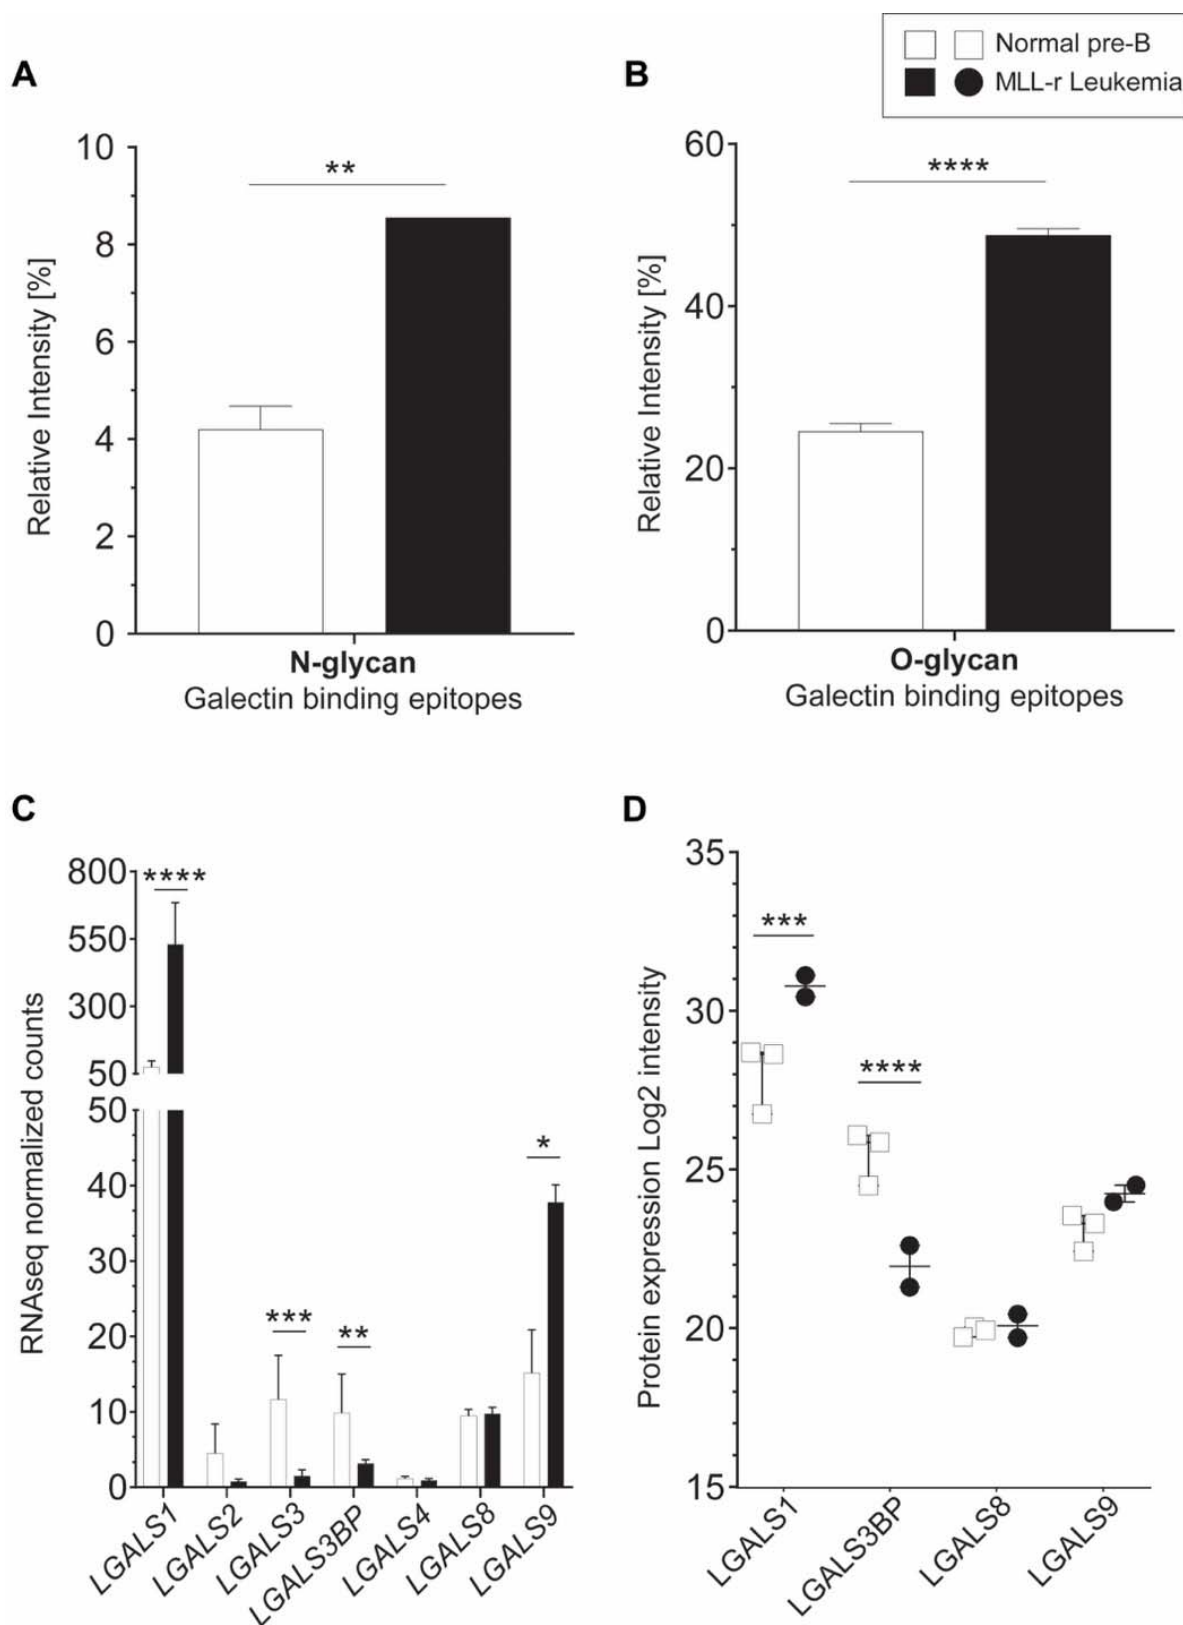 Normal pre-B
MLL-r Leukemia
A
10
8
6
4
2
0
Relative Intensity [%]
**
N-glycan
Galectin binding epitopes
B
60
40
20
0
Relative Intensity [%]
****
O-glycan
Galectin binding epitopes
C
800
550
300
50
50
40
30
20
10
0
RNAseq normalized counts
****
***
**
*
LGALS1
LGALS2
LGALS3
LGALS3BP
LGALS4
LGALS8
LGALS9
D
35
30
25
20
15
Protein expression Log2 intensity
***
****
LGALS1
LGALS3BP
LGALS8
LGALS9